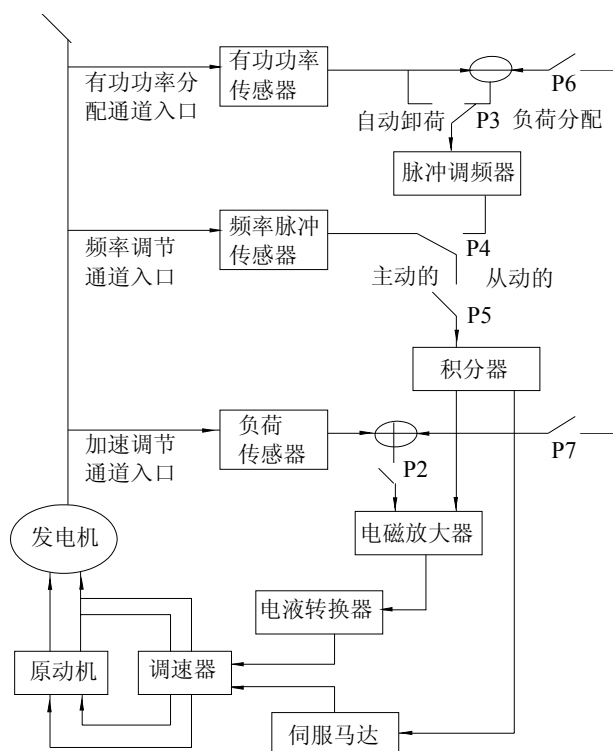 有功功率分
配通道入口
有功功率
传感器
P6
自动卸荷
P3
负荷分配
脉冲调频器
频率调节
通道入口
频率脉冲
传感器
P4
主动的
从动的
P5
积分器
加速调节
通道入口
负荷
传感器
P2
P7
发电机
电磁放大器
电液转换器
原动机
调速器
伺服马达